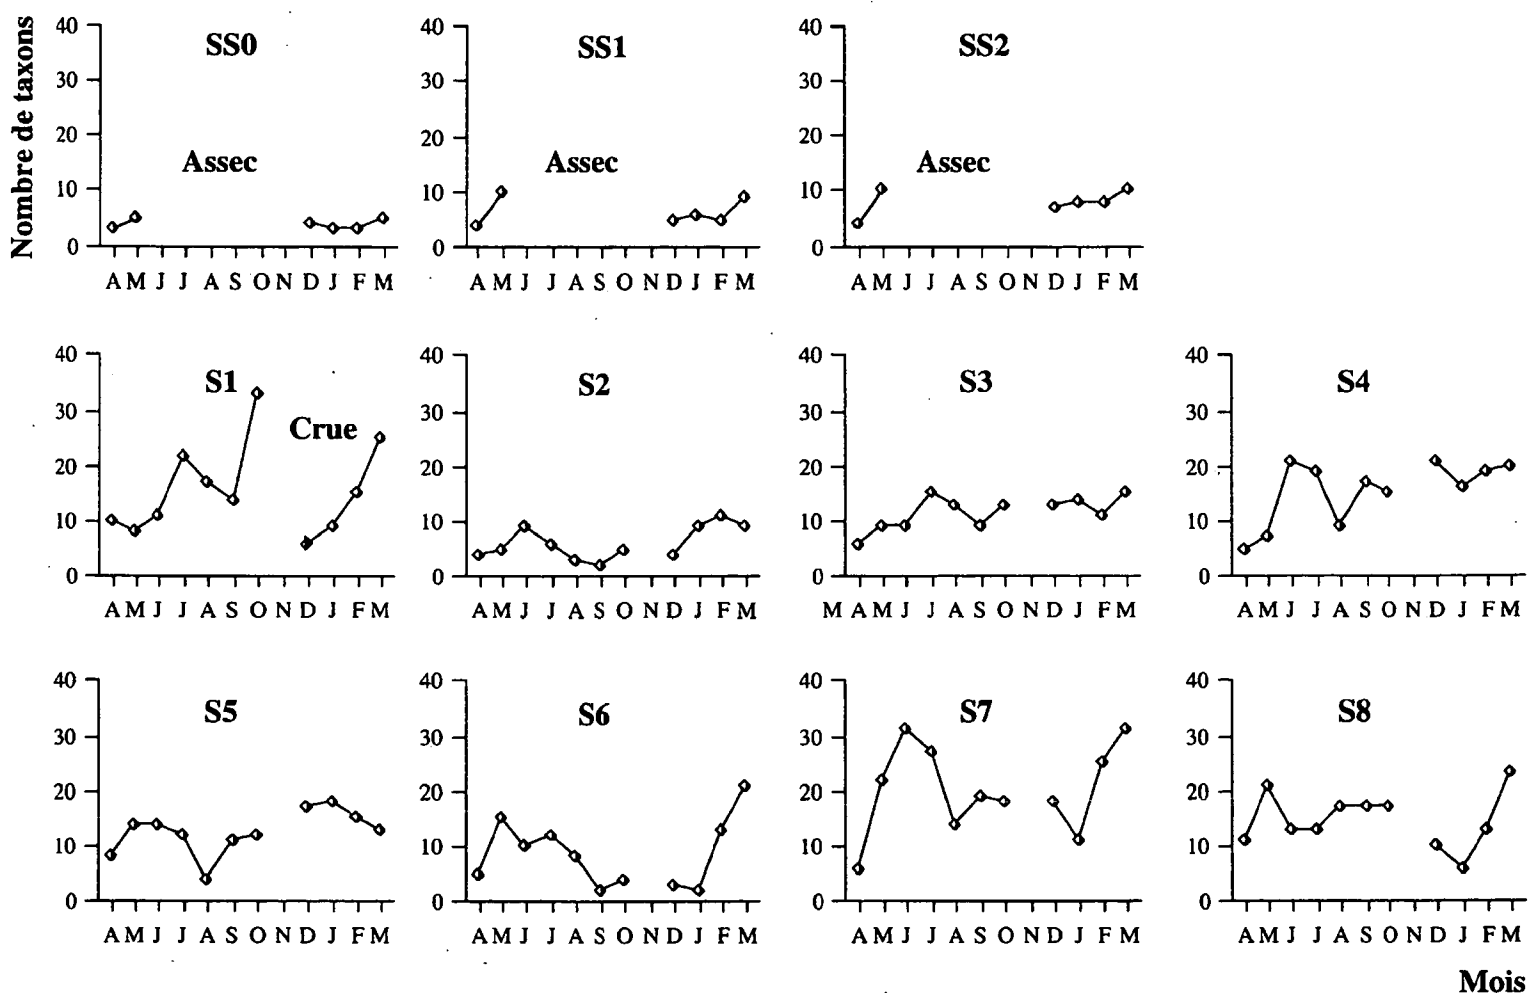 Nombre de taxons
SS0
40
30
20
10
0
Assec
A M J J A S O N D J F M
SS1
40
30
20
10
0
Assec
A M J J A S O N D J F M
SS2
40
30
20
10
0
Assec
A M J J A S O N D J F M
S1
40
30
20
10
0
Crue
A M J J A S O N D J F M
S2
40
30
20
10
0
A M J J A S O N D J F M
S3
40
30
20
10
0
M A M J J A S O N D J F M
S4
40
30
20
10
0
A M J J A S O N D J F M
S5
40
30
20
10
0
A M J J A S O N D J F M
S6
40
30
20
10
0
A M J J A S O N D J F M
S7
40
30
20
10
0
A M J J A S O N D J F M
S8
40
30
20
10
0
A M J J A S O N D J F M
Mois